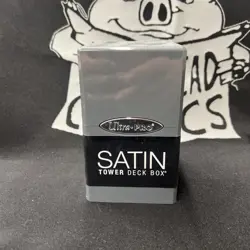 Ultra•PRO®
SATIN
TOWER DECK BOX®